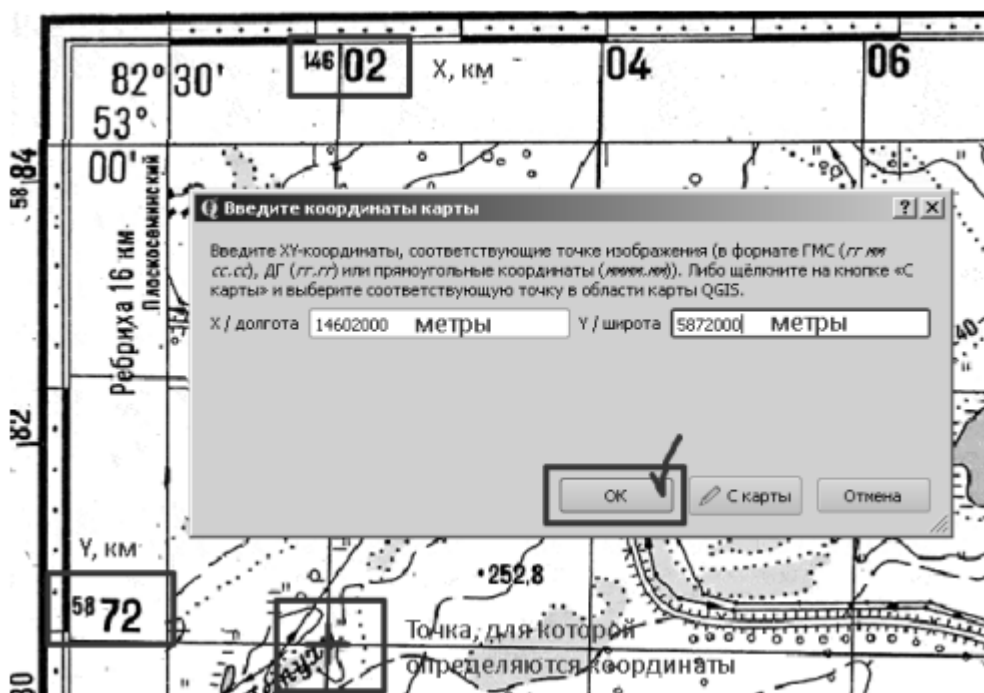 146 02
X, км
04
06
82° 30'
53°
00'
58 84
Плоскосеминский
Ребриха 16 км
Введите координаты карты
Введите XY-координаты, соответствующие точке изображения (в формате ГМС (гг мм
сс.сс), ДГ (гг.гг) или прямоугольные координаты (мммм.мм)). Либо щёлкните на кнопке «С
карты» и выберите соответствующую точку в области карты QGIS.
X / долгота 14602000 метры Y / широта 5872000 метры
40
82
OK С карты Отмена
Y, км
58 72
252,8
Точка, для которой
определяются координаты
80